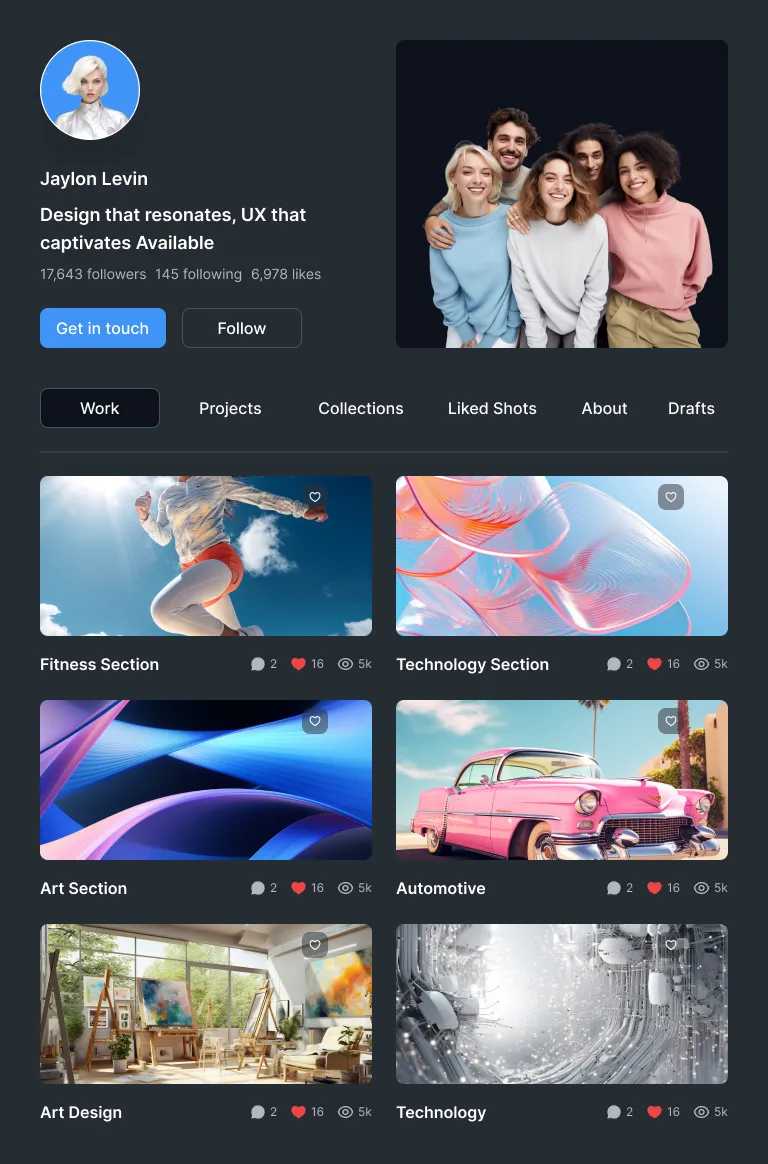 Jaylon Levin
Design that resonates, UX that
captivates Available
17,643 followers 145 following 6,978 likes
Get in touch Follow
Work Projects Collections Liked Shots About Drafts
Fitness Section 2 16 5k
Technology Section 2 16 5k
Art Section 2 16 5k
Automotive 2 16 5k
Art Design 2 16 5k
Technology 2 16 5k